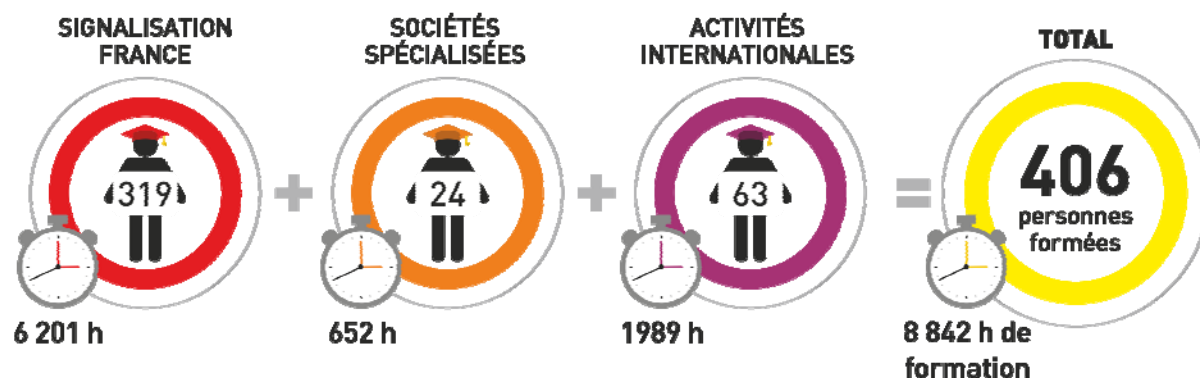 SIGNALISATION
FRANCE
319
6 201 h
+
SOCIÉTÉS
SPÉCIALISÉES
24
652 h
+
ACTIVITÉS
INTERNATIONALES
63
1989 h
=
TOTAL
406
personnes
formées
8 842 h de
formation